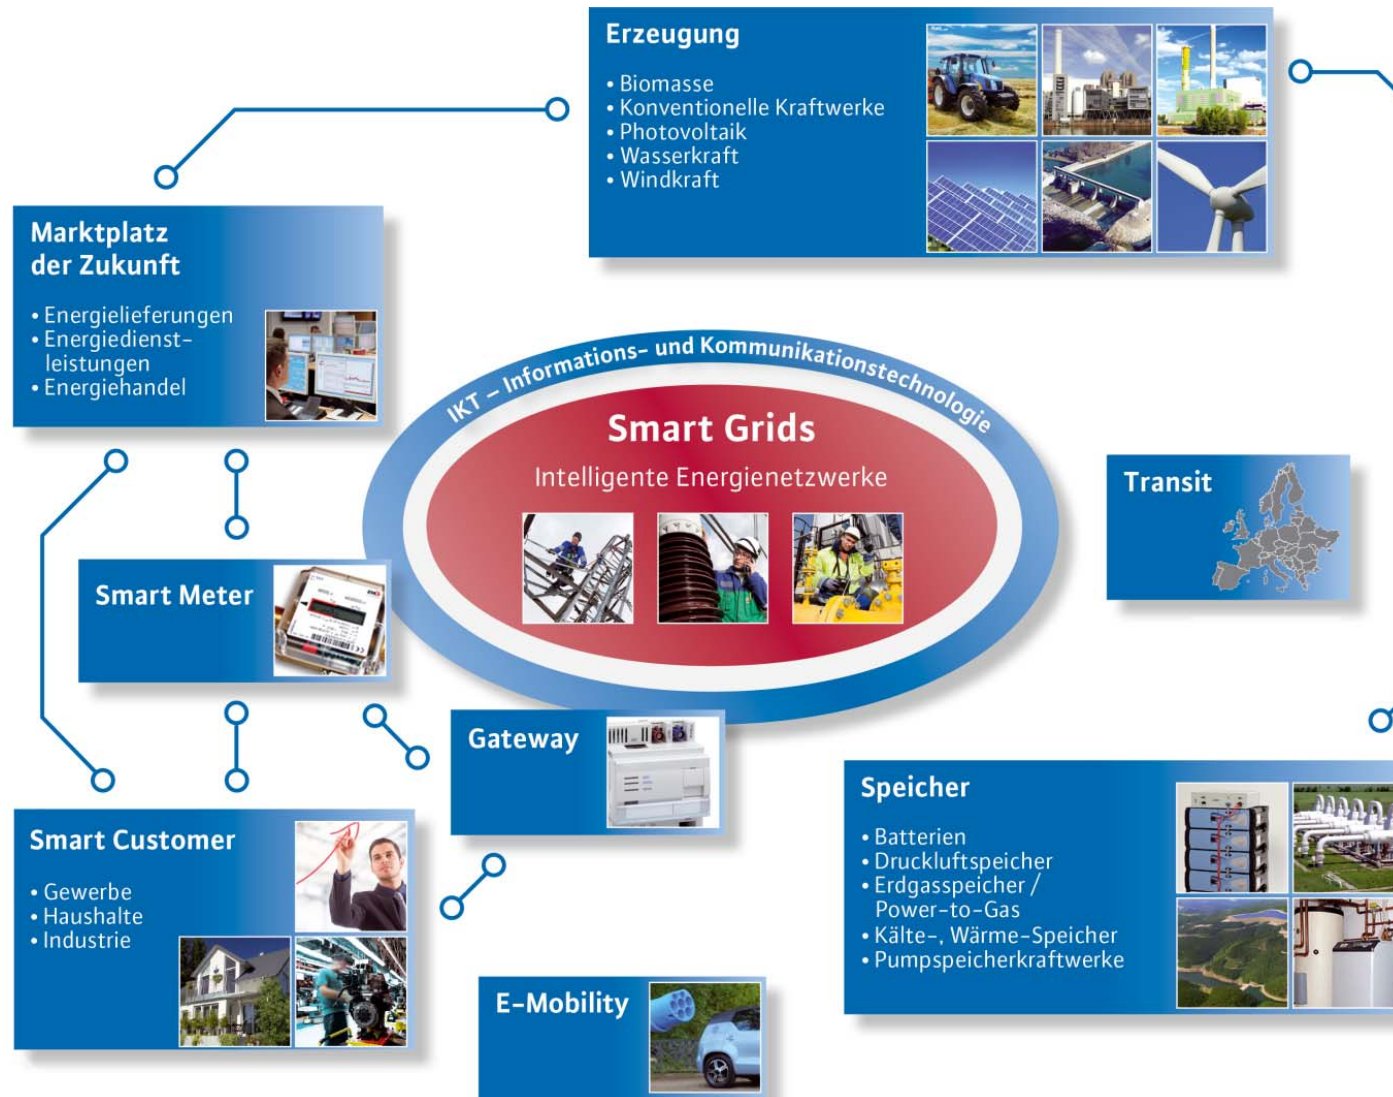 Erzeugung
• Biomasse
• Konventionelle Kraftwerke
• Photovoltaik
• Wasserkraft
• Windkraft
Marktplatz
der Zukunft
• Energielieferungen
• Energiedienst-
leistungen
• Energiehandel
IKT – Informations- und Kommunikationstechnologie
Smart Grids
Intelligente Energienetzwerke
Transit
Smart Meter
Gateway
Smart Customer
• Gewerbe
• Haushalte
• Industrie
Speicher
• Batterien
• Druckluftspeicher
• Erdgasspeicher /
Power-to-Gas
• Kälte-, Wärme-Speicher
• Pumpspeicherkraftwerke
E-Mobility